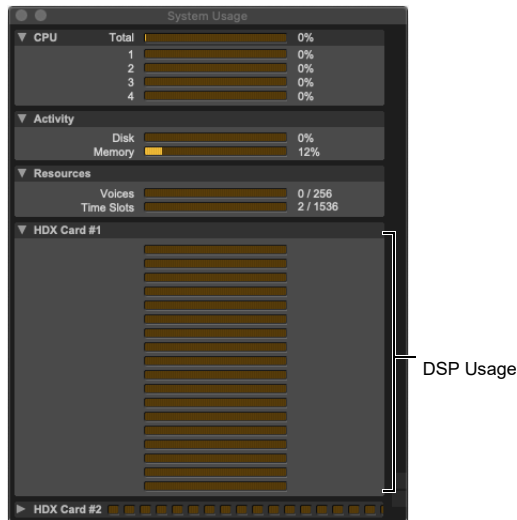 System Usage
CPU Total 0%
1 0%
2 0%
3 0%
4 0%
Activity
Disk 0%
Memory 12%
Resources
Voices 0 / 256
Time Slots 2 / 1536
HDX Card #1
DSP Usage
HDX Card #2